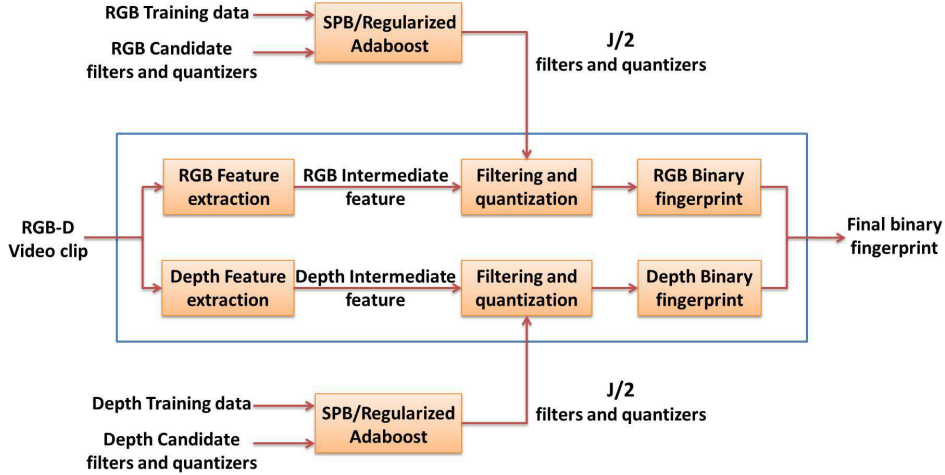 RGB Training data
RGB Candidate
filters and quantizers
SPB/Regularized
Adaboost
J/2
filters and quantizers
RGB-D
Video clip
RGB Feature
extraction
RGB Intermediate
feature
Filtering and
quantization
RGB Binary
fingerprint
Final binary
fingerprint
Depth Feature
extraction
Depth Intermediate
feature
Filtering and
quantization
Depth Binary
fingerprint
Depth Training data
Depth Candidate
filters and quantizers
SPB/Regularized
Adaboost
J/2
filters and quantizers